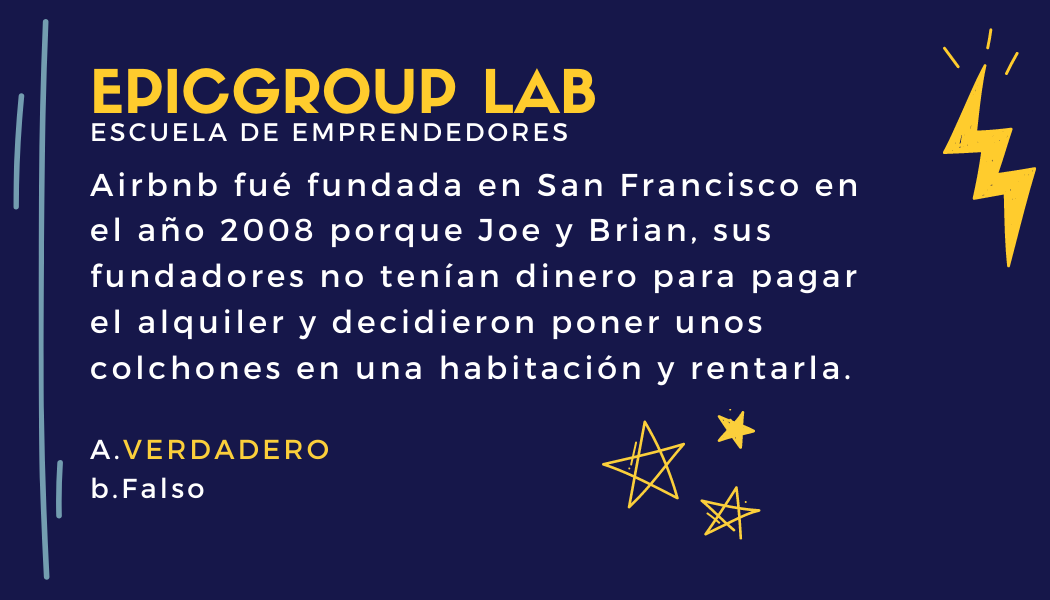 EPICGROUP LAB
ESCUELA DE EMPRENDEDORES
Airbnb fué fundada en San Francisco en
el año 2008 porque Joe y Brian, sus
fundadores no tenían dinero para pagar
el alquiler y decidieron poner unos
colchones en una habitación y rentarla.
A.VERDADERO
b.Falso